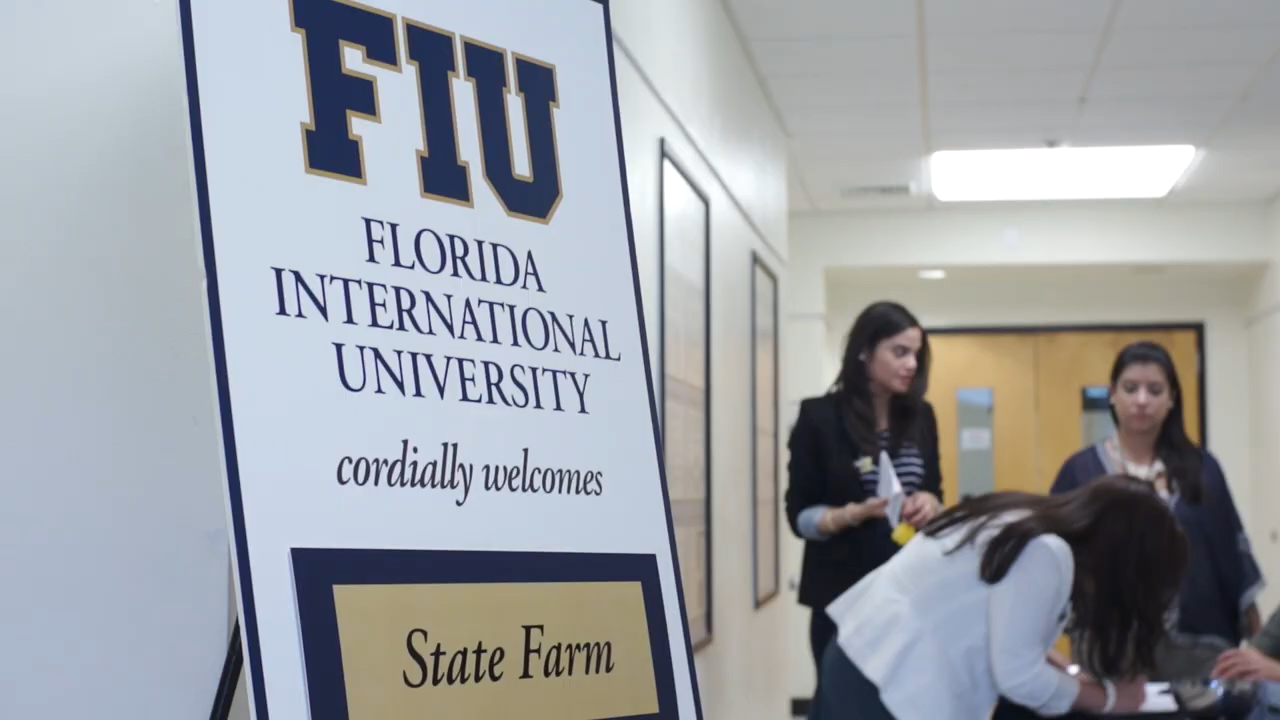 FIU
FLORIDA
INTERNATIONAL
UNIVERSITY
cordially welcomes
State Farm